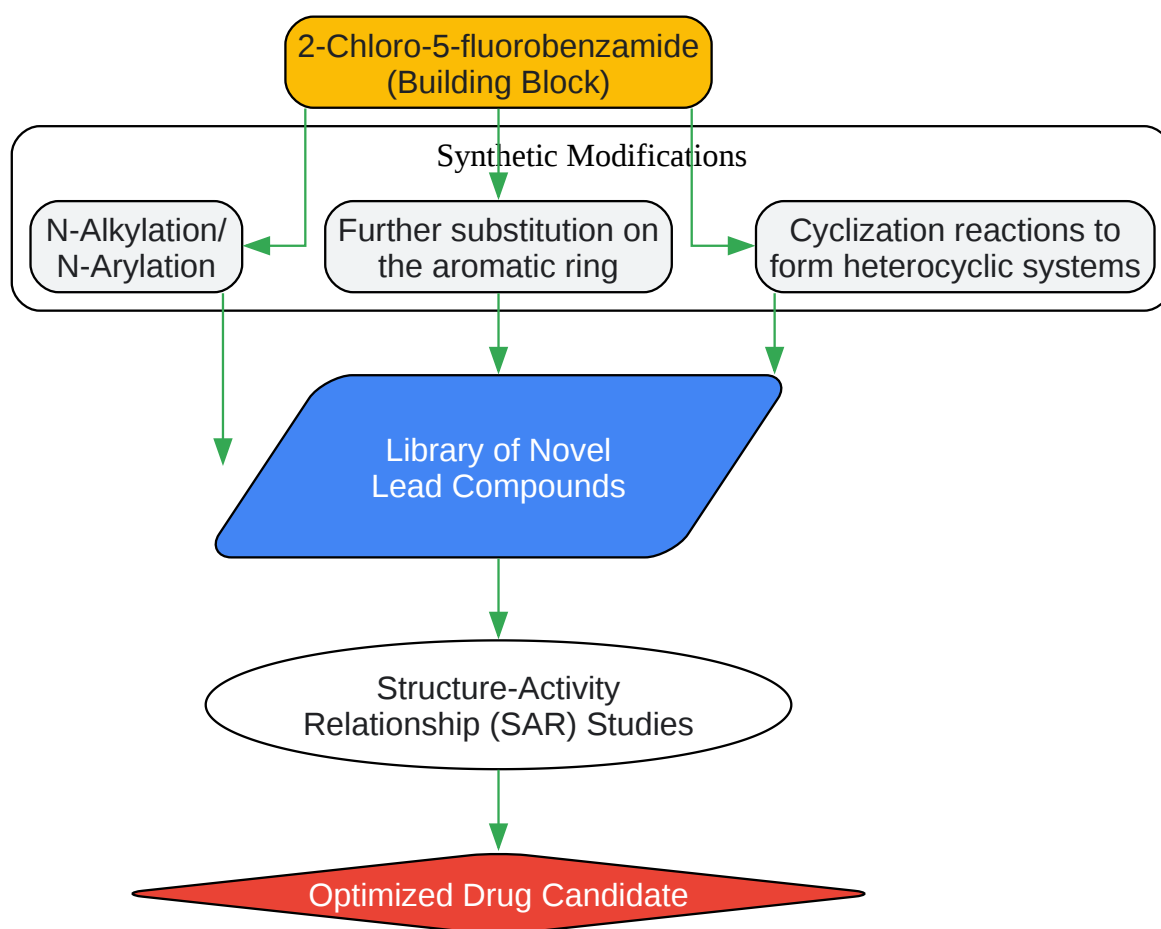 2-Chloro-5-fluorobenzamide
(Building Block)
Synthetic Modifications
N-Alkylation/
N-Arylation
Further substitution on
the aromatic ring
Cyclization reactions to
form heterocyclic systems
Library of Novel
Lead Compounds
Structure-Activity
Relationship (SAR) Studies
Optimized Drug Candidate